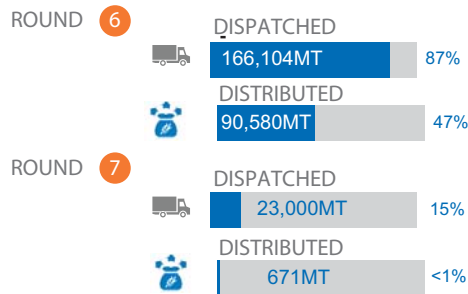 ROUND 6
DISPATCHED
166,104MT 87%
DISTRIBUTED
90,580MT 47%
ROUND 7
DISPATCHED
23,000MT 15%
DISTRIBUTED
671MT <1%